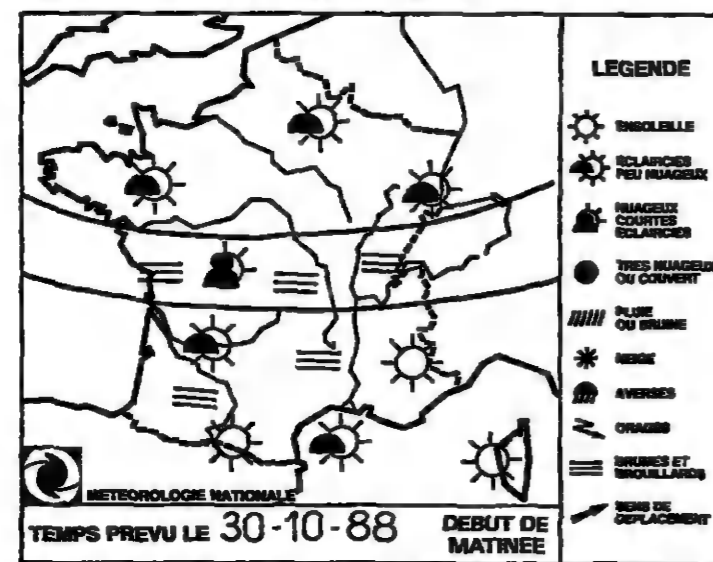 LEGENDE
ENSOLEILLE
ECLAIRCIES
PEU NUAGEUX
NUAGEUX
COURTES
ECLAIRCIES
TRES NUAGEUX
OU COUVERT
PLUIE
OU BRUINE
NEIGE
AVERSES
ORAGES
BRUMES ET
BROUILLARDS
SENS DE
DEPLACEMENT
METEOROLOGIE NATIONALE
TEMPS PREVU LE 30-10-88 DEBUT DE
MATINEE